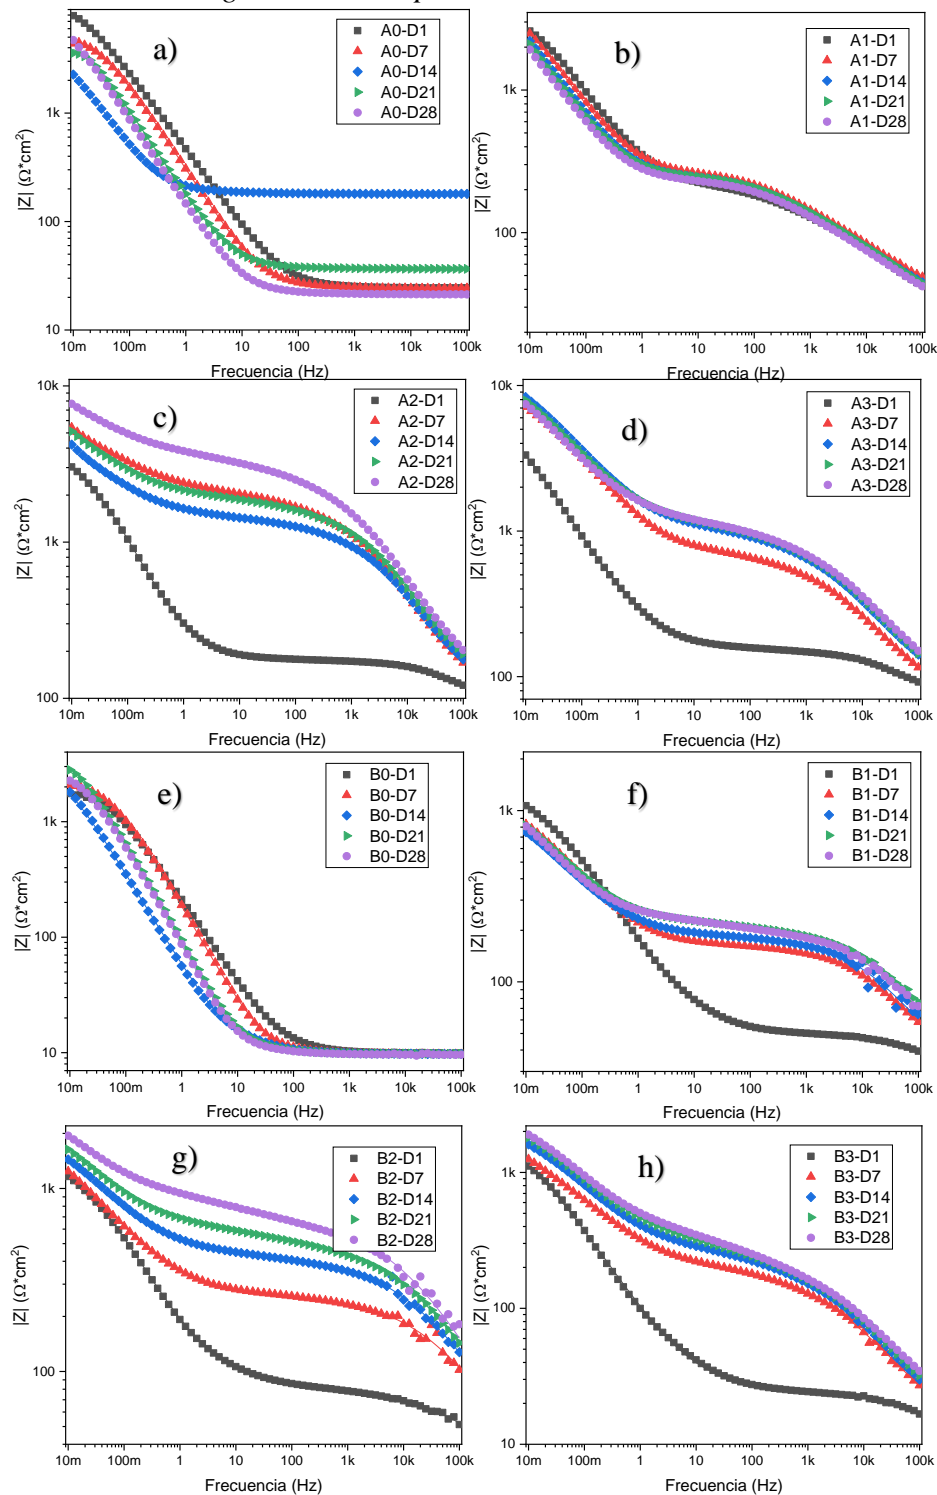 a)
A0-D1
A0-D7
A0-D14
A0-D21
A0-D28
|Z| (Ω*cm²)
1k
100
10
10m 100m 1 10 100 1k 10k 100k
Frecuencia (Hz)
b)
A1-D1
A1-D7
A1-D14
A1-D21
A1-D28
|Z| (Ω*cm²)
1k
100
10m 100m 1 10 100 1k 10k 100k
Frecuencia (Hz)
c)
A2-D1
A2-D7
A2-D14
A2-D21
A2-D28
|Z| (Ω*cm²)
10k
1k
100
10m 100m 1 10 100 1k 10k 100k
Frecuencia (Hz)
d)
A3-D1
A3-D7
A3-D14
A3-D21
A3-D28
|Z| (Ω*cm²)
10k
1k
100
10m 100m 1 10 100 1k 10k 100k
Frecuencia (Hz)
e)
B0-D1
B0-D7
B0-D14
B0-D21
B0-D28
|Z| (Ω*cm²)
1k
100
10
10m 100m 1 10 100 1k 10k 100k
Frecuencia (Hz)
f)
B1-D1
B1-D7
B1-D14
B1-D21
B1-D28
|Z| (Ω*cm²)
1k
100
10m 100m 1 10 100 1k 10k 100k
Frecuencia (Hz)
g)
B2-D1
B2-D7
B2-D14
B2-D21
B2-D28
|Z| (Ω*cm²)
1k
100
10m 100m 1 10 100 1k 10k 100k
Frecuencia (Hz)
h)
B3-D1
B3-D7
B3-D14
B3-D21
B3-D28
|Z| (Ω*cm²)
1k
100
10
10m 100m 1 10 100 1k 10k 100k
Frecuencia (Hz)